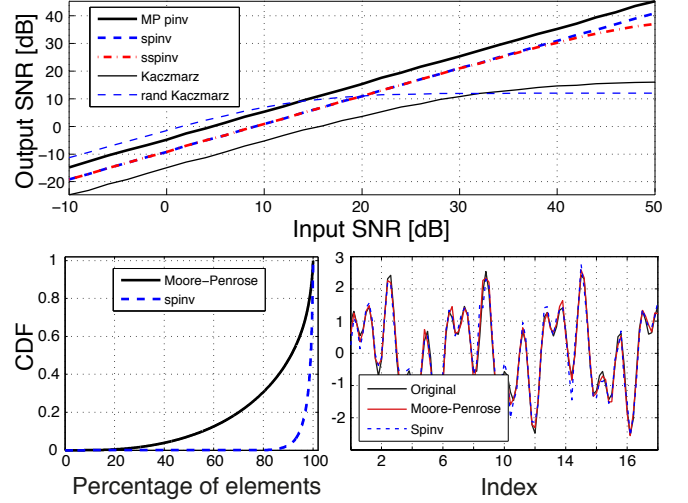 Output SNR [dB]
40
30
20
10
0
−10
−20
MP pinv
spinv
sspinv
Kaczmarz
rand Kaczmarz
−10 0 10 20 30 40 50
Input SNR [dB]
CDF
1
0.8
0.6
0.4
0.2
0
Moore−Penrose
spinv
0 20 40 60 80 100
Percentage of elements
3
2
1
0
-1
-2
Original
Moore-Penrose
Spinv
2 6 8 10 12 14 16
Index